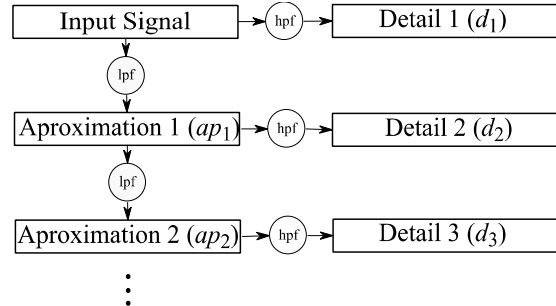 Input Signal hpf Detail 1 (d1)
lpf
Aproximation 1 (ap1) hpf Detail 2 (d2)
lpf
Aproximation 2 (ap2) hpf Detail 3 (d3)